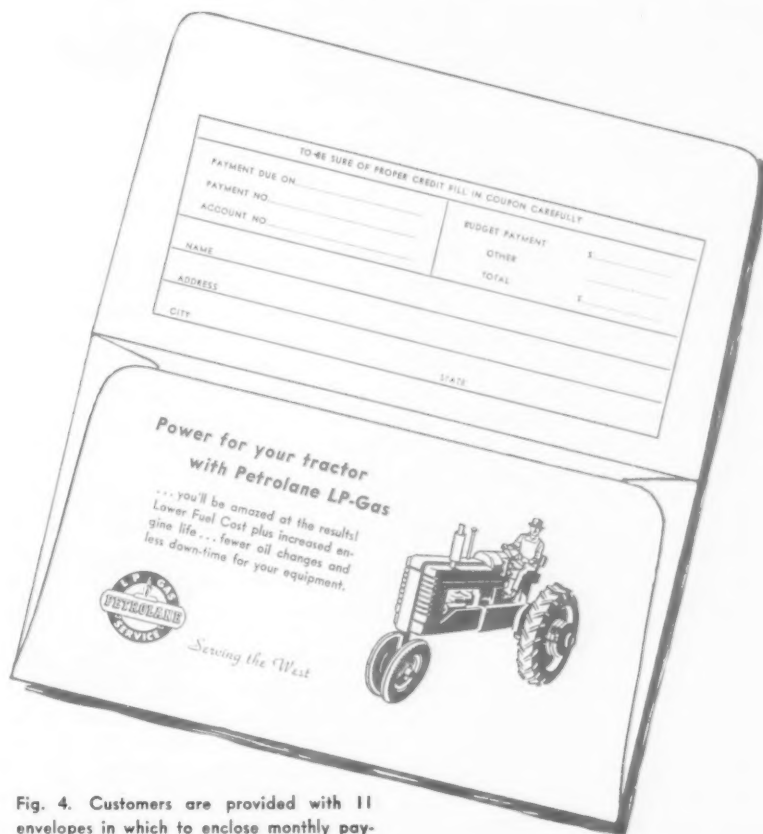 TO BE SURE OF PROPER CREDIT FILL IN COUPON CAREFULLY
PAYMENT DUE ON
PAYMENT NO.
ACCOUNT NO.
BUDGET PAYMENT $
OTHER
TOTAL $
NAME
ADDRESS
CITY
STATE
Power for your tractor
with Petrolane LP-Gas
...you'll be amazed at the results!
Lower Fuel Cost plus increased en-
gine life...fewer oil changes and
less down-time for your equipment.
LP GAS
PETROLANE
SERVICE
Serving the West
Fig. 4. Customers are provided with 11
envelopes in which to enclose monthly pay-